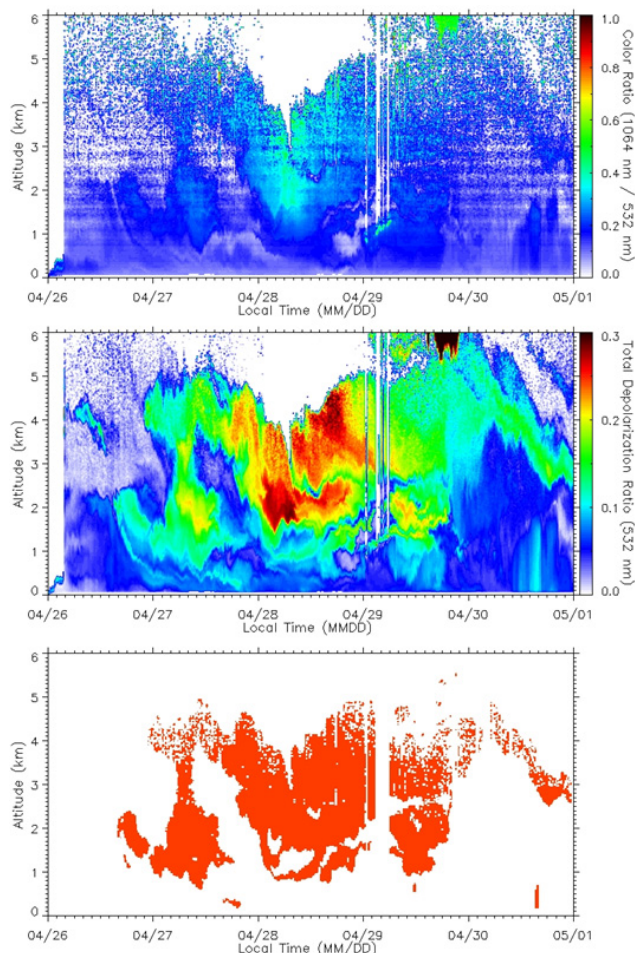 6
5
4
3
2
1
0
Altitude (km)
04/26 04/27 04/28 04/29 04/30 05/01
Local Time (MM/DD)
1.0
0.8
0.6
0.4
0.2
0.0
Color Ratio (1064 nm / 532 nm)
6
5
4
3
2
1
0
Altitude (km)
04/26 04/27 04/28 04/29 04/30 05/01
Local Time (MMDD)
0.3
0.2
0.1
0.0
Total Depolarization Ratio (532 nm)
6
5
4
3
2
1
0
Altitude (km)
04/26 04/27 04/28 04/29 04/30 05/01
Local Time (MM/DD)